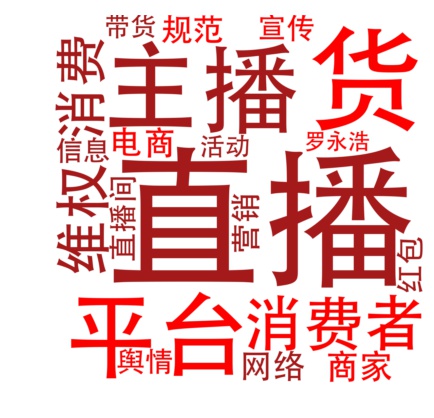 带货
规范
宣传
消费
主播
货
信息
电商
活动
罗永浩
维权
直播间
直播
营销
红包
平台
消费者
舆情
网络
商家